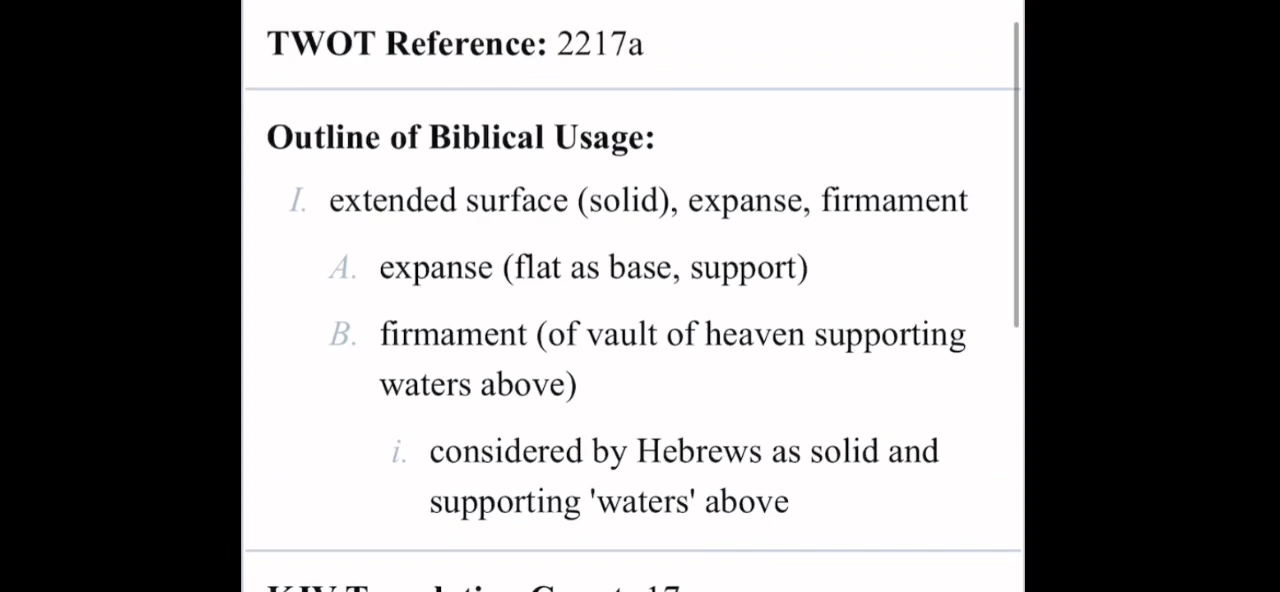 TWOT Reference: 2217a
Outline of Biblical Usage:
I. extended surface (solid), expanse, firmament
A. expanse (flat as base, support)
B. firmament (of vault of heaven supporting
waters above)
i. considered by Hebrews as solid and
supporting 'waters' above